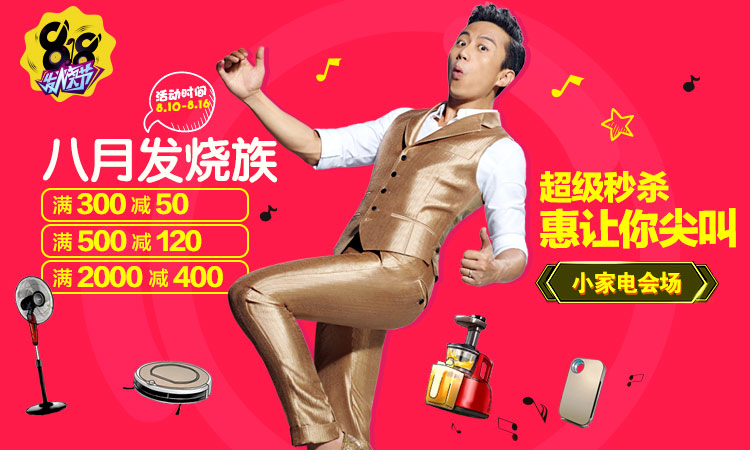 818
发烧节
活动时间
8.10-8.16
八月发烧族
满300减50
满500减120
满2000减400
超级秒杀
惠让你尖叫
小家电会场